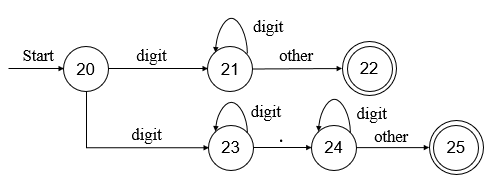 digit
Start digit other
20 21 22
digit digit
digit . other
23 24 25